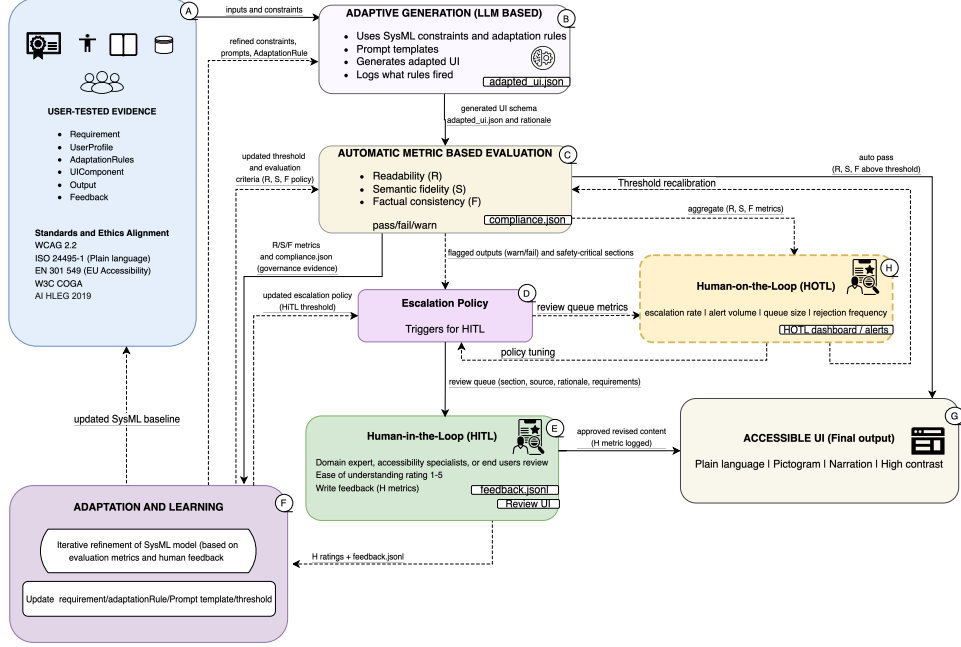 A
USER-TESTED EVIDENCE
Requirement
UserProfile
AdaptationRules
UIComponent
Output
Feedback
Standards and Ethics Alignment
WCAG 2.2
ISO 24495-1 (Plain language)
EN 301 549 (EU Accessibility)
W3C COGA
AI HLEG 2019
inputs and constraints
refined constraints,
prompts, AdaptationRule
B
ADAPTIVE GENERATION (LLM BASED)
Uses SysML constraints and adaptation rules
Prompt templates
Generates adapted UI
Logs what rules fired
adapted_ui.json
generated UI schema
adapted_ui.json and rationale
C
AUTOMATIC METRIC BASED EVALUATION
Readability (R)
Semantic fidelity (S)
Factual consistency (F)
pass/fail/warn
compliance.json
updated threshold
and evaluation
criteria (R, S, F policy)
auto pass
(R, S, F above threshold)
Threshold recalibration
aggregate (R, S, F metrics)
R/S/F metrics
and compliance.json
(governance evidence)
flagged outputs (warn/fail) and safety-critical sections
H
Human-on-the-Loop (HOTL)
escalation rate I alert volume I queue size I rejection frequency
HOTL dashboard / alerts
updated escalation policy
(HiTL threshold)
D
Escalation Policy
Triggers for HITL
review queue metrics
policy tuning
review queue (section, source, rationale, requirements)
updated SysML baseline
E
Human-in-the-Loop (HITL)
Domain expert, accessibility specialists, or end users review
Ease of understanding rating 1-5
Write feedback (H metrics)
feedback.jsonl
Review UI
approved revised content
(H metric logged)
G
ACCESSIBLE UI (Final output)
Plain language I Pictogram I Narration I High contrast
F
ADAPTATION AND LEARNING
Iterative refinement of SysML model (based on
evaluation metrics and human feedback
Update requirement/adaptationRule/Prompt template/threshold
H ratings + feedback.jsonl